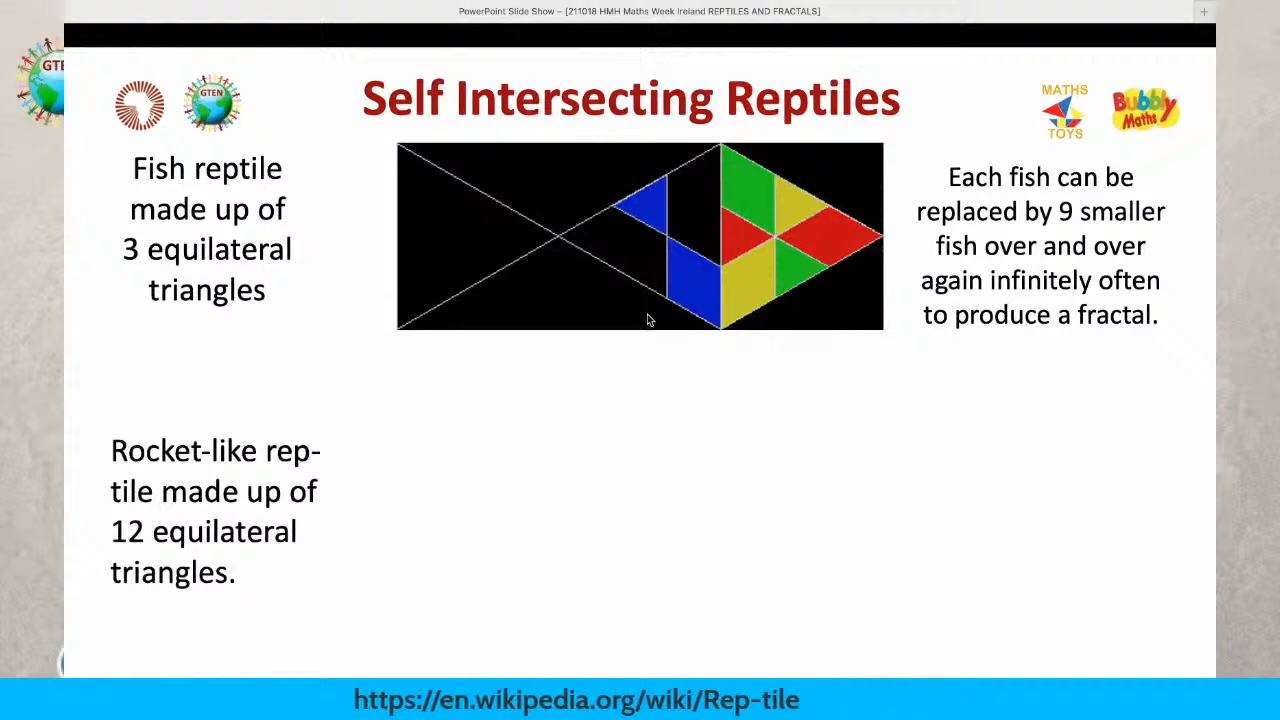 PowerPoint Slide Show – [211018 HMH Maths Week Ireland REPTILES AND FRACTALS]
GTEN
GTEN
Self Intersecting Reptiles
MATHS
TOYS
Bubbly
Maths
Fish reptile
made up of
3 equilateral
triangles
Each fish can be
replaced by 9 smaller
fish over and over
again infinitely often
to produce a fractal.
Rocket-like rep-
tile made up of
12 equilateral
triangles.
https://en.wikipedia.org/wiki/Rep-tile